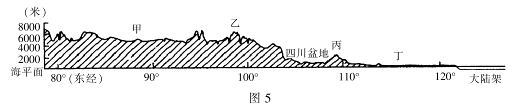 (米)
8000
6000
4000
2000
海平面
甲
乙
四川盆地
丙
丁
80°(东经)
90°
100°
110°
120°
大陆架
图5